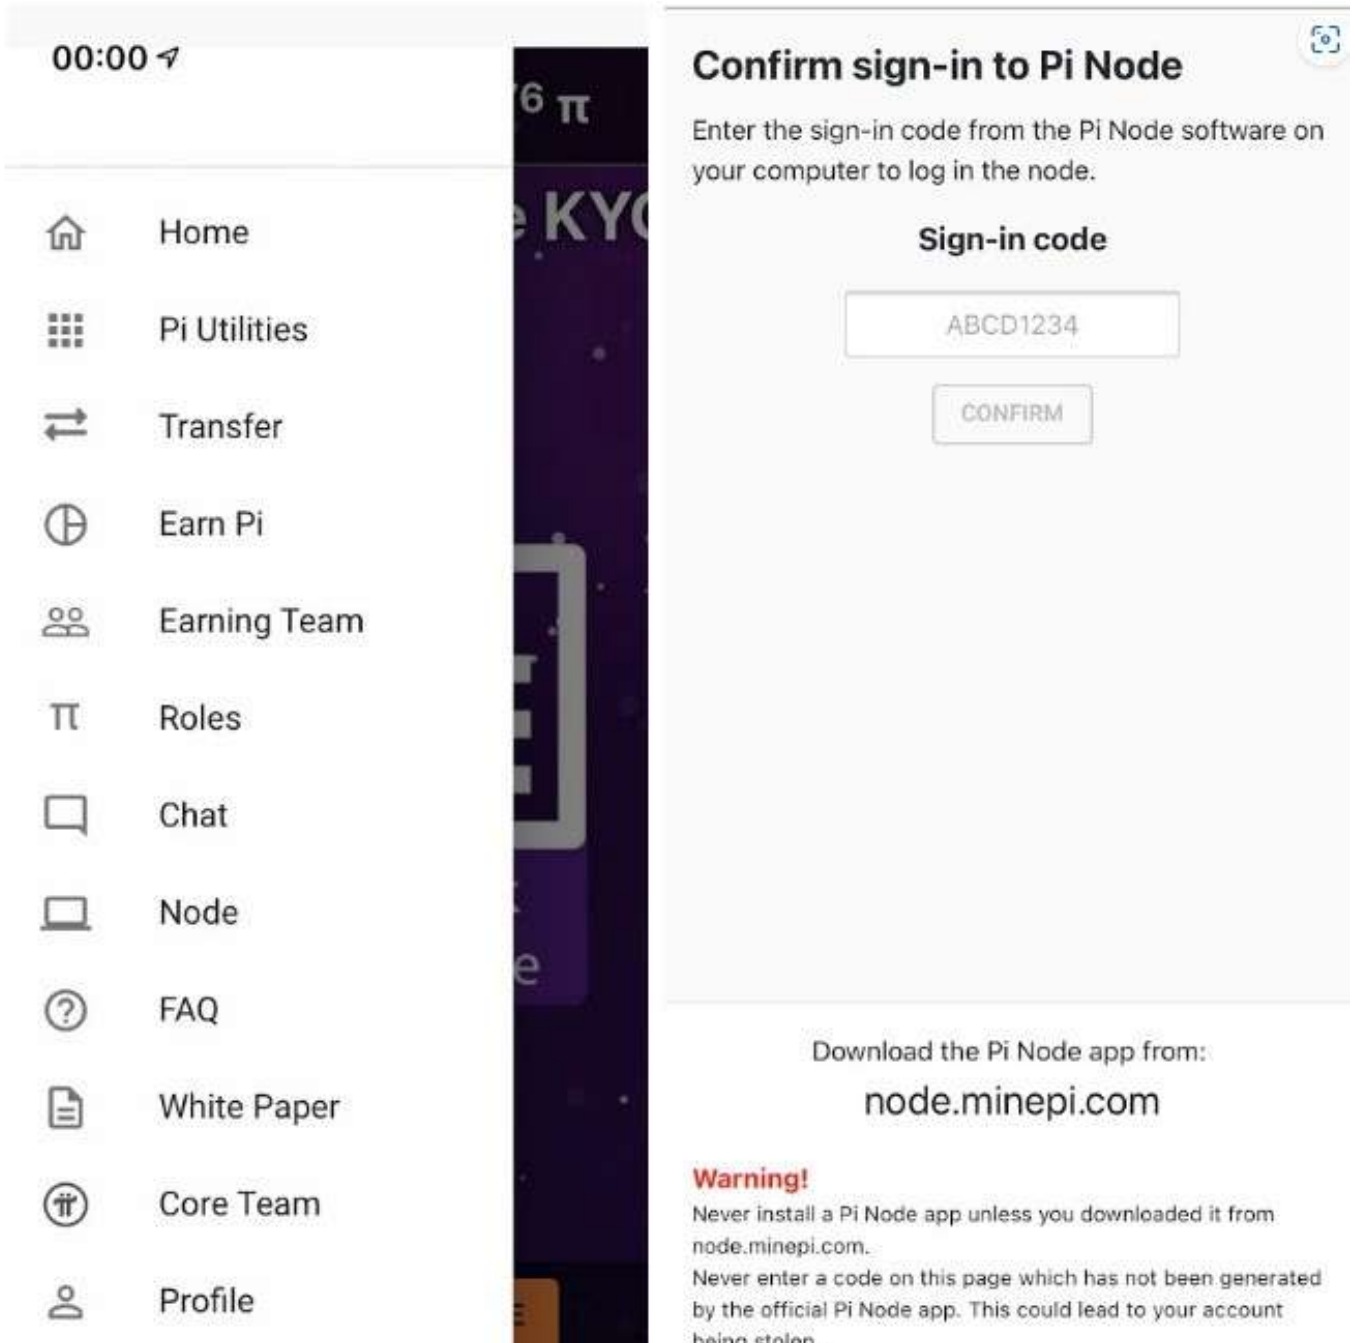 00:00
6 π
KYC
Home
Pi Utilities
Transfer
Earn Pi
Earning Team
π Roles
Chat
Node
FAQ
White Paper
Core Team
Profile
Confirm sign-in to Pi Node
Enter the sign-in code from the Pi Node software on
your computer to log in the node.
Sign-in code
ABCD1234
CONFIRM
Download the Pi Node app from:
node.minepi.com
Warning!
Never install a Pi Node app unless you downloaded it from
node.minepi.com.
Never enter a code on this page which has not been generated
by the official Pi Node app. This could lead to your account
being stolen